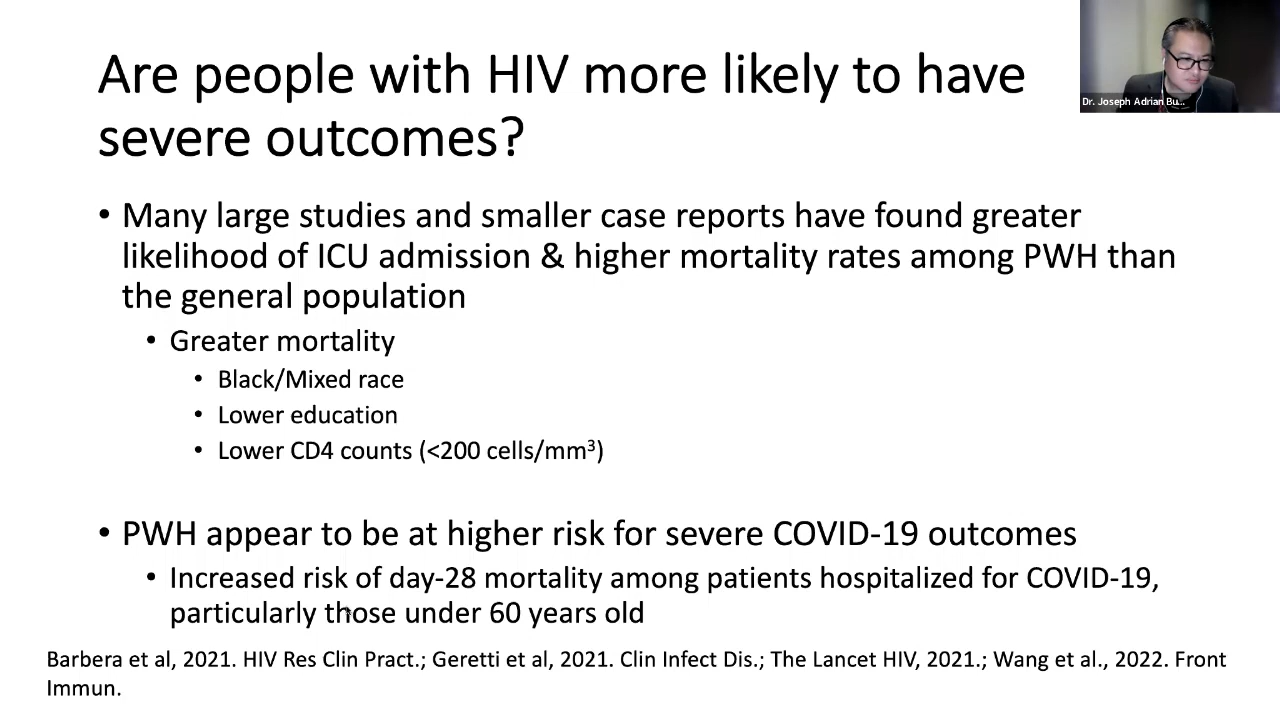 Are people with HIV more likely to have
severe outcomes?
Dr. Joseph Adrian Bu...
• Many large studies and smaller case reports have found greater
likelihood of ICU admission & higher mortality rates among PWH than
the general population
• Greater mortality
• Black/Mixed race
• Lower education
• Lower CD4 counts (<200 cells/mm³)
• PWH appear to be at higher risk for severe COVID-19 outcomes
• Increased risk of day-28 mortality among patients hospitalized for COVID-19,
particularly those under 60 years old
Barbera et al, 2021. HIV Res Clin Pract.; Geretti et al, 2021. Clin Infect Dis.; The Lancet HIV, 2021.; Wang et al., 2022. Front
Immun.